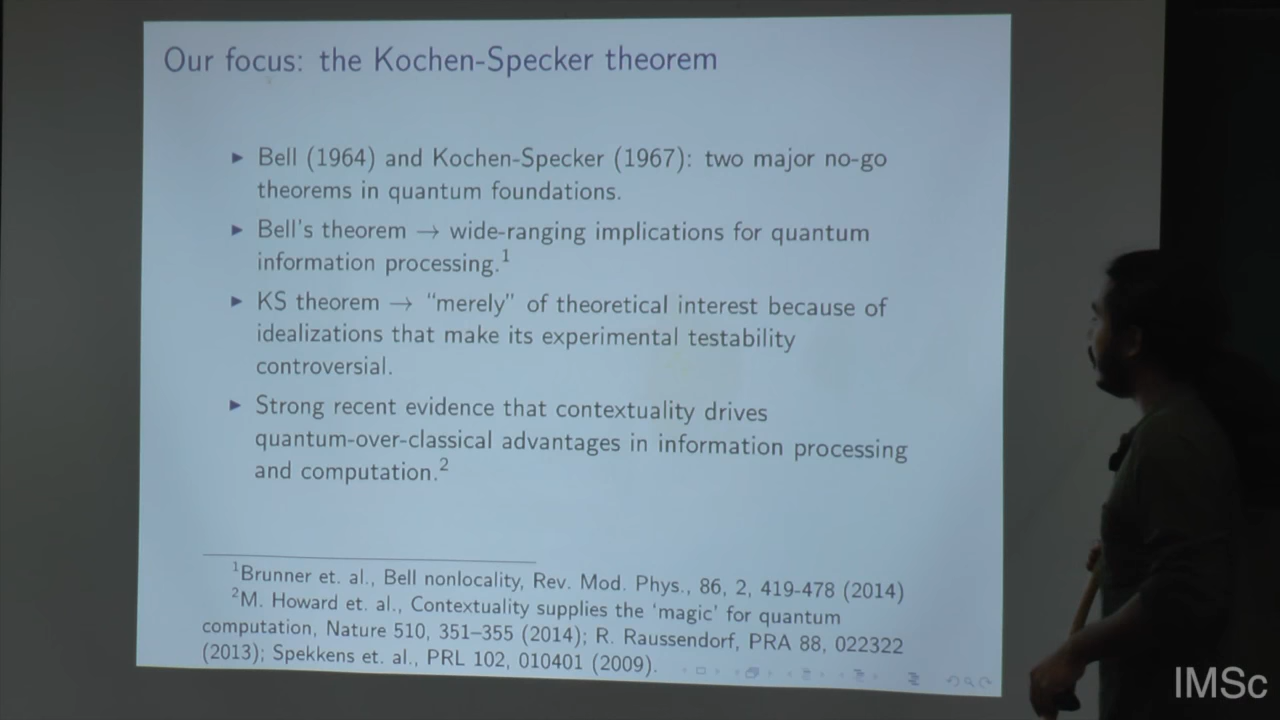 Our focus: the Kochen-Specker theorem
▶ Bell (1964) and Kochen-Specker (1967): two major no-go
theorems in quantum foundations.
▶ Bell's theorem → wide-ranging implications for quantum
information processing.¹
▶ KS theorem → “merely” of theoretical interest because of
idealizations that make its experimental testability
controversial.
▶ Strong recent evidence that contextuality drives
quantum-over-classical advantages in information processing
and computation.²
¹Brunner et. al., Bell nonlocality, Rev. Mod. Phys., 86, 2, 419-478 (2014)
²M. Howard et. al., Contextuality supplies the ‘magic’ for quantum
computation, Nature 510, 351–355 (2014); R. Raussendorf, PRA 88, 022322
(2013); Spekkens et. al., PRL 102, 010401 (2009).
IMSc